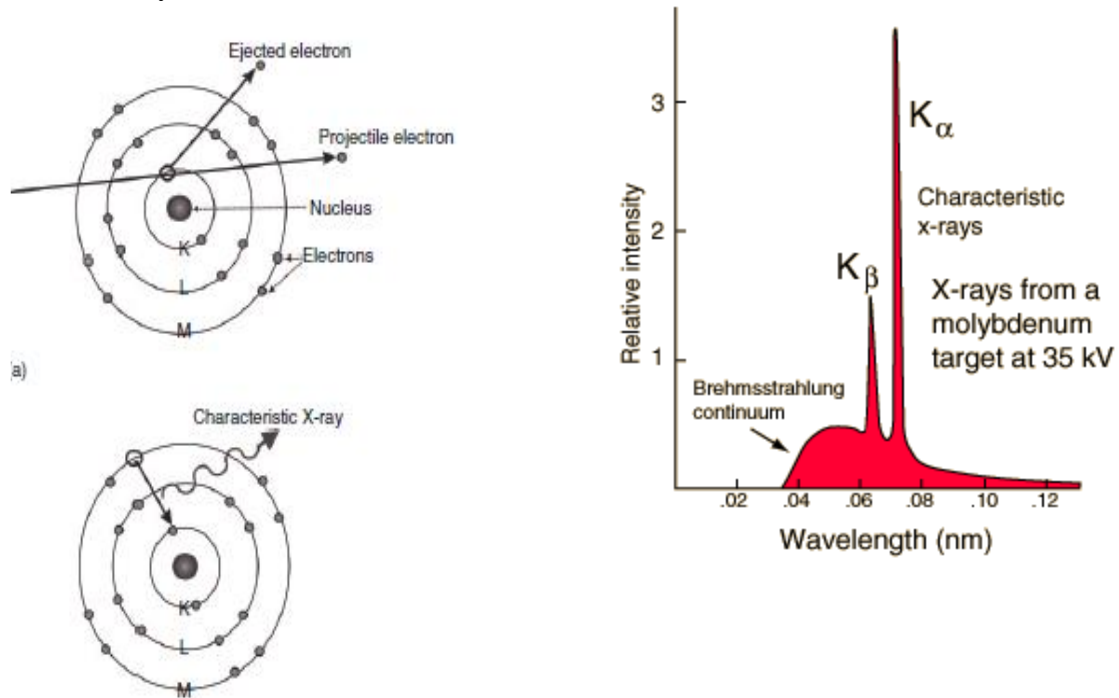 Ejected electron
Projectile electron
Nucleus
K
Electrons
L
M
a)
Characteristic X-ray
K
L
M
3
2
1
Relative intensity
Kα
Characteristic
x-rays
Kβ
X-rays from a
molybdenum
target at 35 kV
Brehmsstrahlung
continuum
.02 .04 .06 .08 .10 .12
Wavelength (nm)